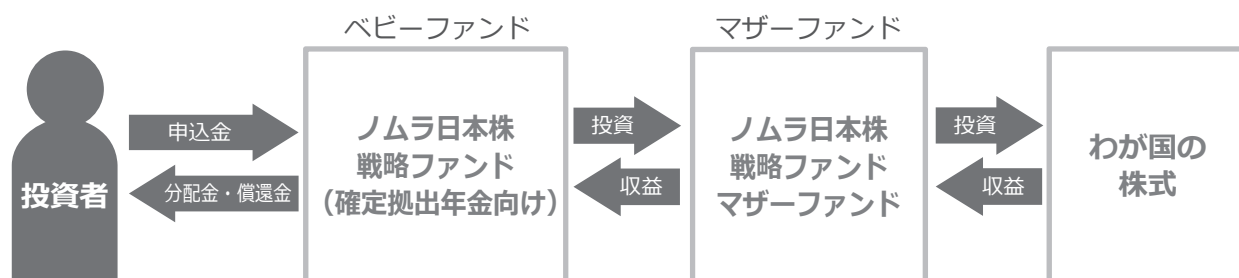 ベビーファンド
マザーファンド
投資者
申込金
分配金・償還金
ノムラ日本株
戦略ファンド
（確定拠出年金向け）
投資
収益
ノムラ日本株
戦略ファンド
マザーファンド
投資
収益
わが国の
株式